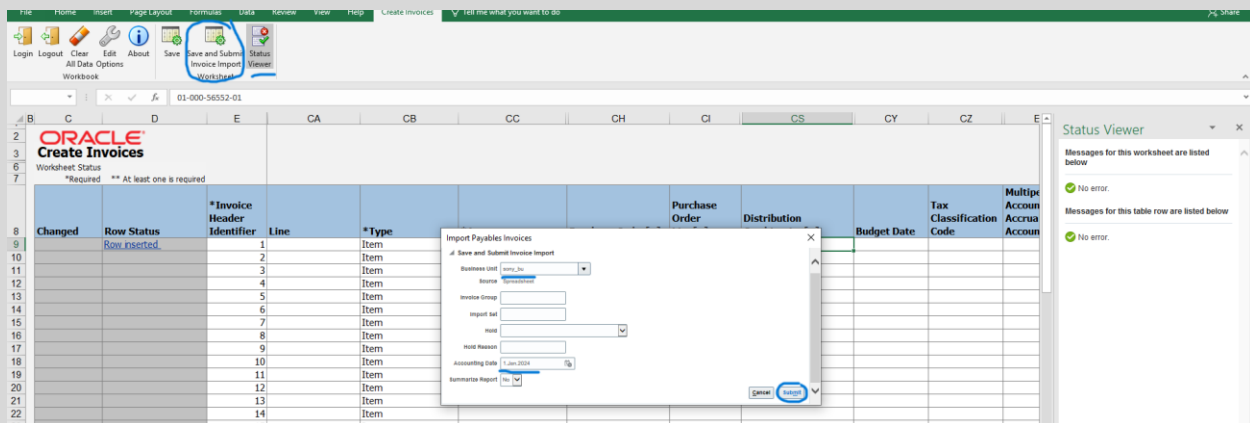 File Home Insert Page Layout Formulas Data Review View Help Create Invoices Tell me what you want to do Share
Login Logout Clear All Data Edit Options About Save Save and Submit Invoice Import Status Viewer
Workbook Worksheet
fx 01-000-56552-01
B C D E CA CB CC CH CI CS CY CZ E
2 ORACLE
3 Create Invoices
6 Worksheet Status
7 *Required ** At least one is required
8 Changed Row Status *Invoice Header Identifier Line *Type Purchase Order Distribution Budget Date Tax Classification Code
9 Row inserted 1 Item
10 2 Item
11 3 Item
12 4 Item
13 5 Item
14 6 Item
15 7 Item
16 8 Item
17 9 Item
18 10 Item
19 11 Item
20 12 Item
21 13 Item
22 14 Item
Import Payables Invoices
Save and Submit Invoice Import
Business Unit sony_bu
Source Spreadsheet
Invoice Group
Import Set
Hold
Hold Reason
Accounting Date 1.Jan.2024
Summarize Report No
Cancel Submit
Status Viewer
Messages for this worksheet are listed below
No error.
Messages for this table row are listed below
No error.